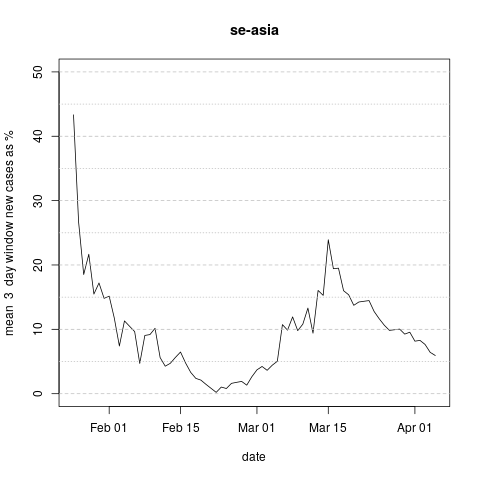 se-asia
mean 3 day window new cases as %
50
40
30
20
10
0
Feb 01
Feb 15
Mar 01
Mar 15
Apr 01
date